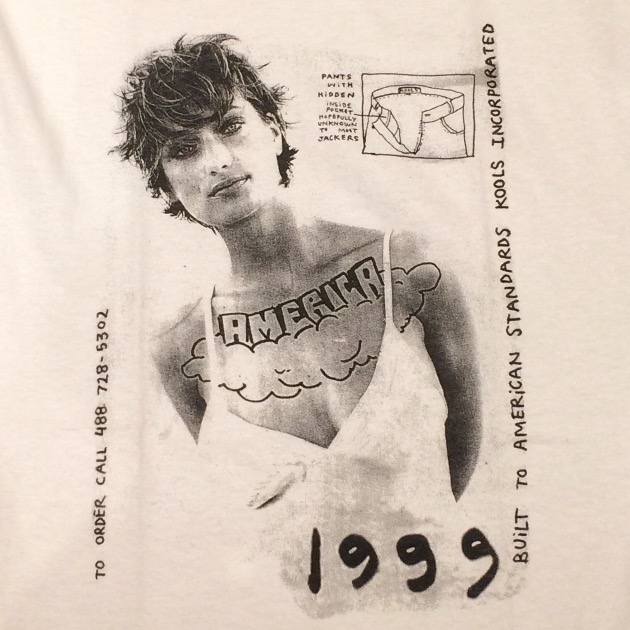 PANTS
WITH
HIDDEN
INSIDE
POCKET
HOPEFULLY
UNKNOWN
TO MOST
JACKERS
AMERICA
TO ORDER CALL 488 728-5302
BUILT TO AMERICAN STANDARDS KOOLS INCORPORATED
1999